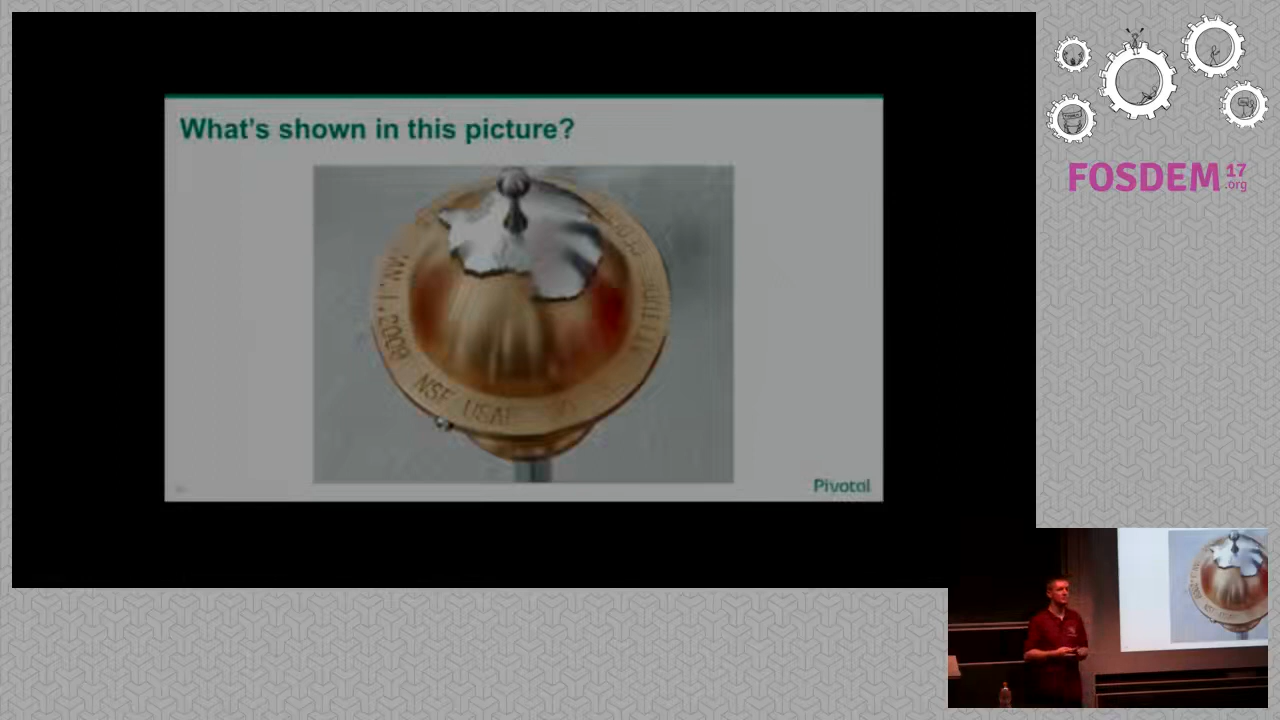 What's shown in this picture?
JAN. 1, 2009
NSF USAP
Pivotal
FOSDEM 17
.org